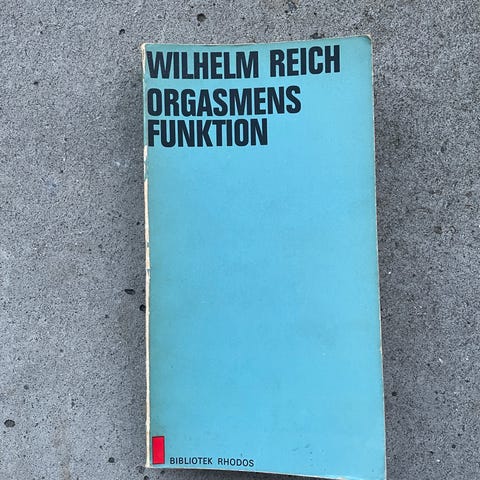 WILHELM REICH
ORGASMENS
FUNKTION
BIBLIOTEK RHODOS